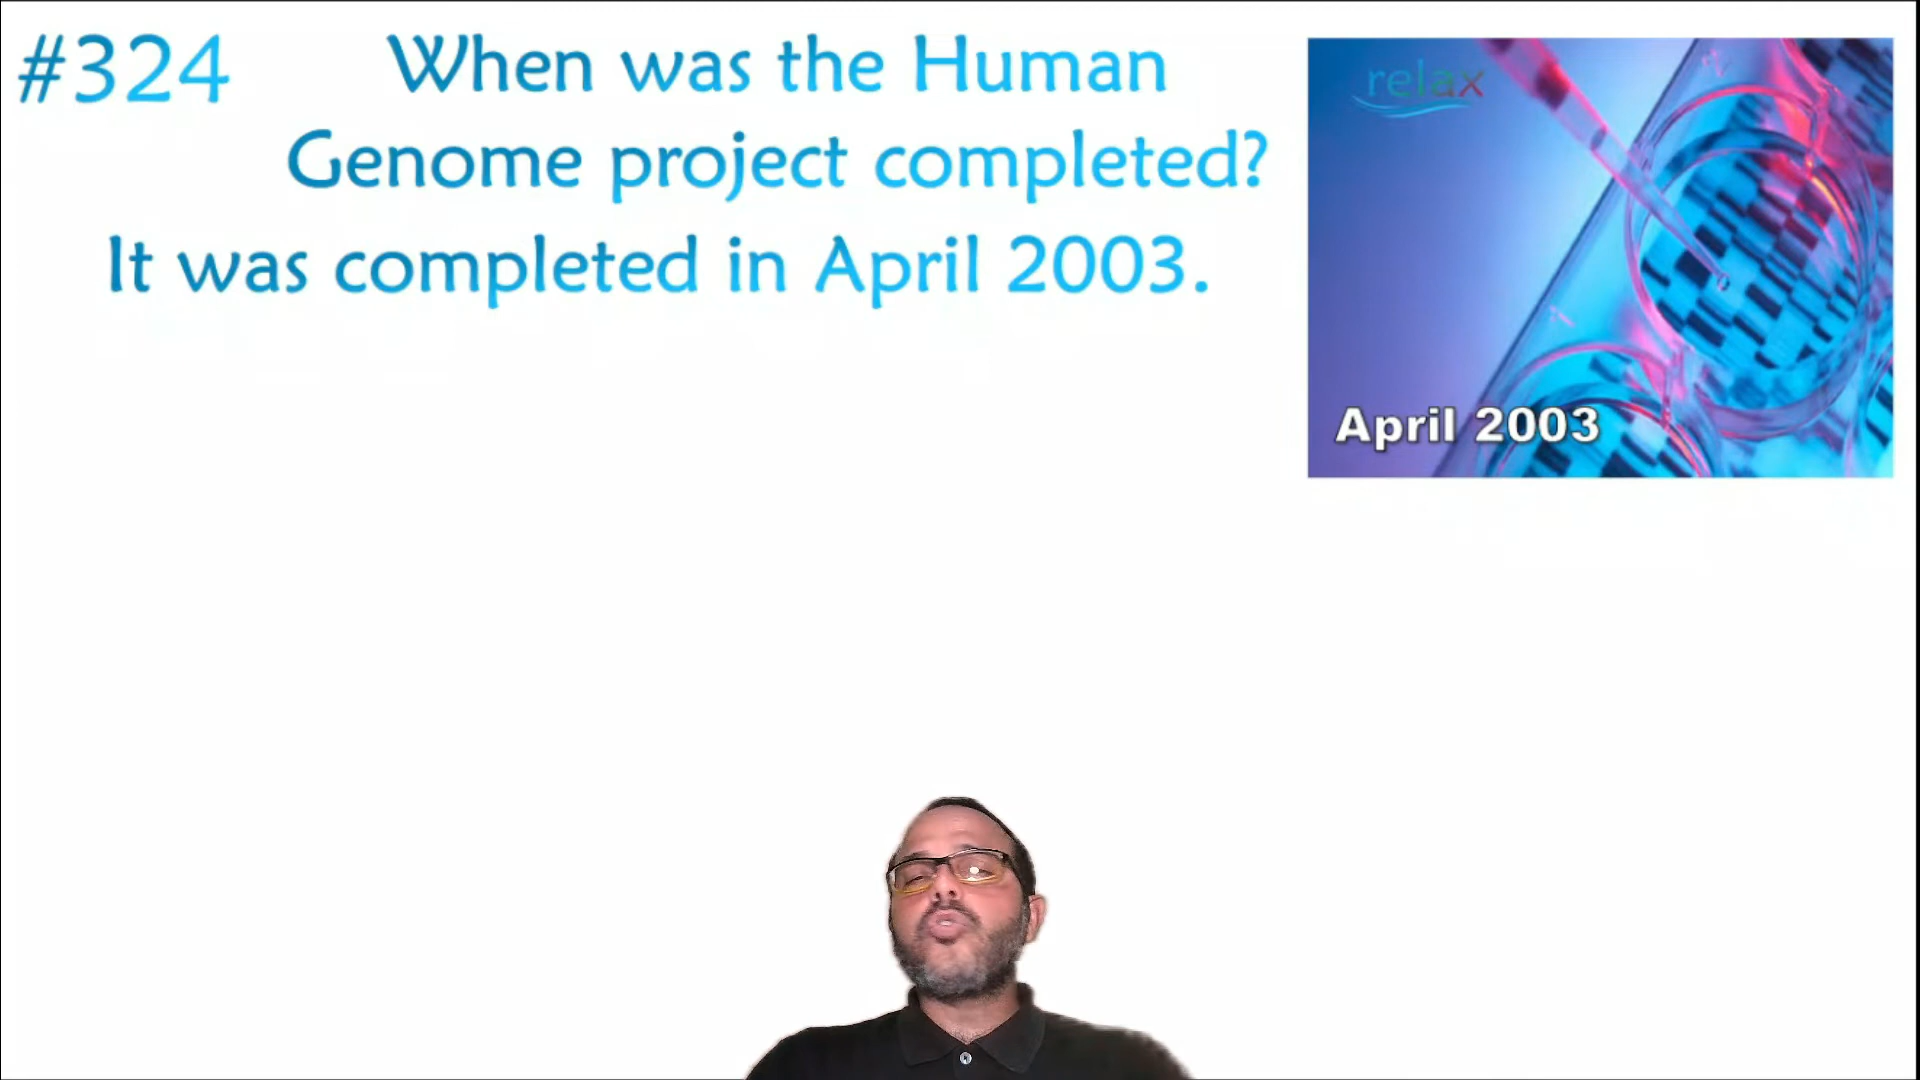 #324
When was the Human
Genome project completed?
It was completed in April 2003.
relax
April 2003